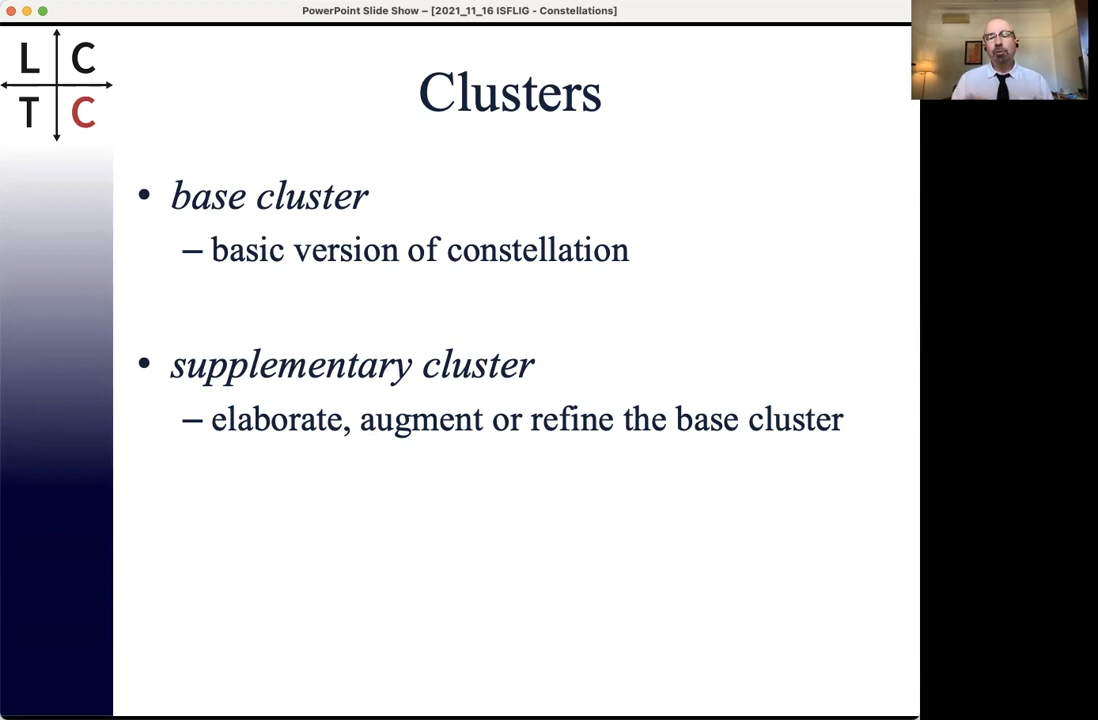 PowerPoint Slide Show – [2021_11_16 ISFLIG - Constellations]
L C
T C
Clusters
• base cluster
– basic version of constellation
• supplementary cluster
– elaborate, augment or refine the base cluster